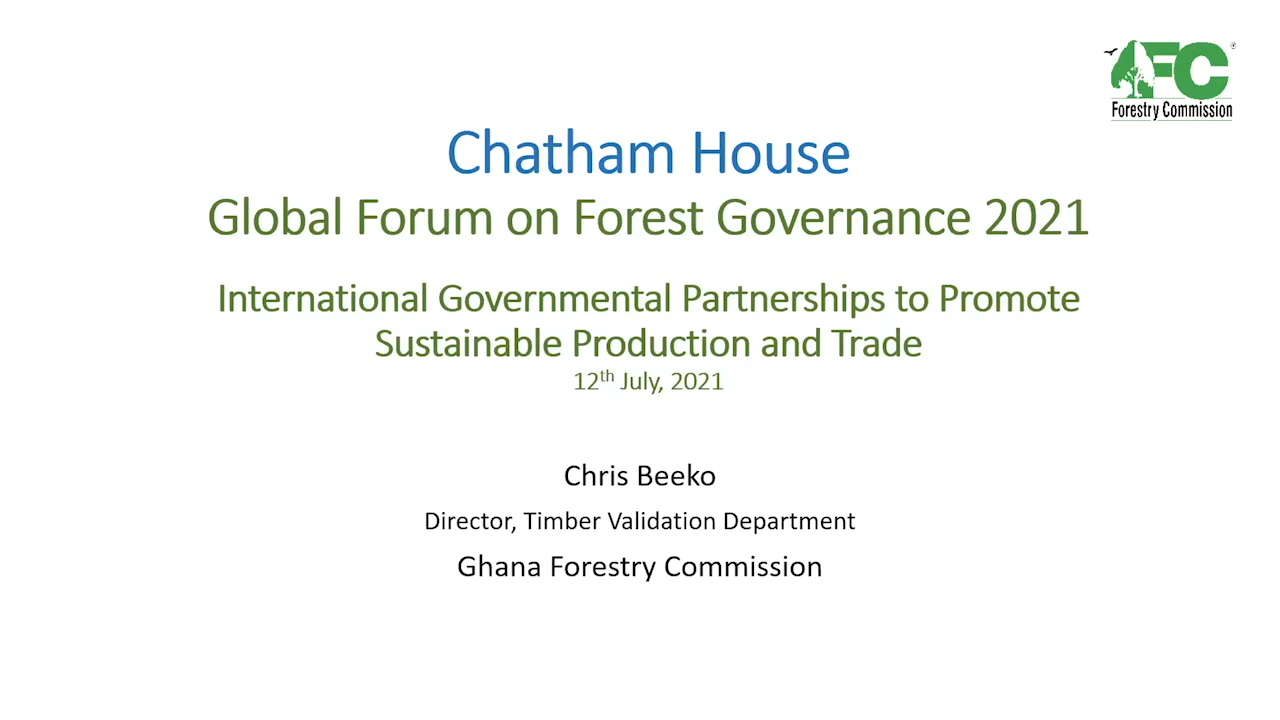 FC
Forestry Commission
Chatham House
Global Forum on Forest Governance 2021
International Governmental Partnerships to Promote
Sustainable Production and Trade
12th July, 2021
Chris Beeko
Director, Timber Validation Department
Ghana Forestry Commission